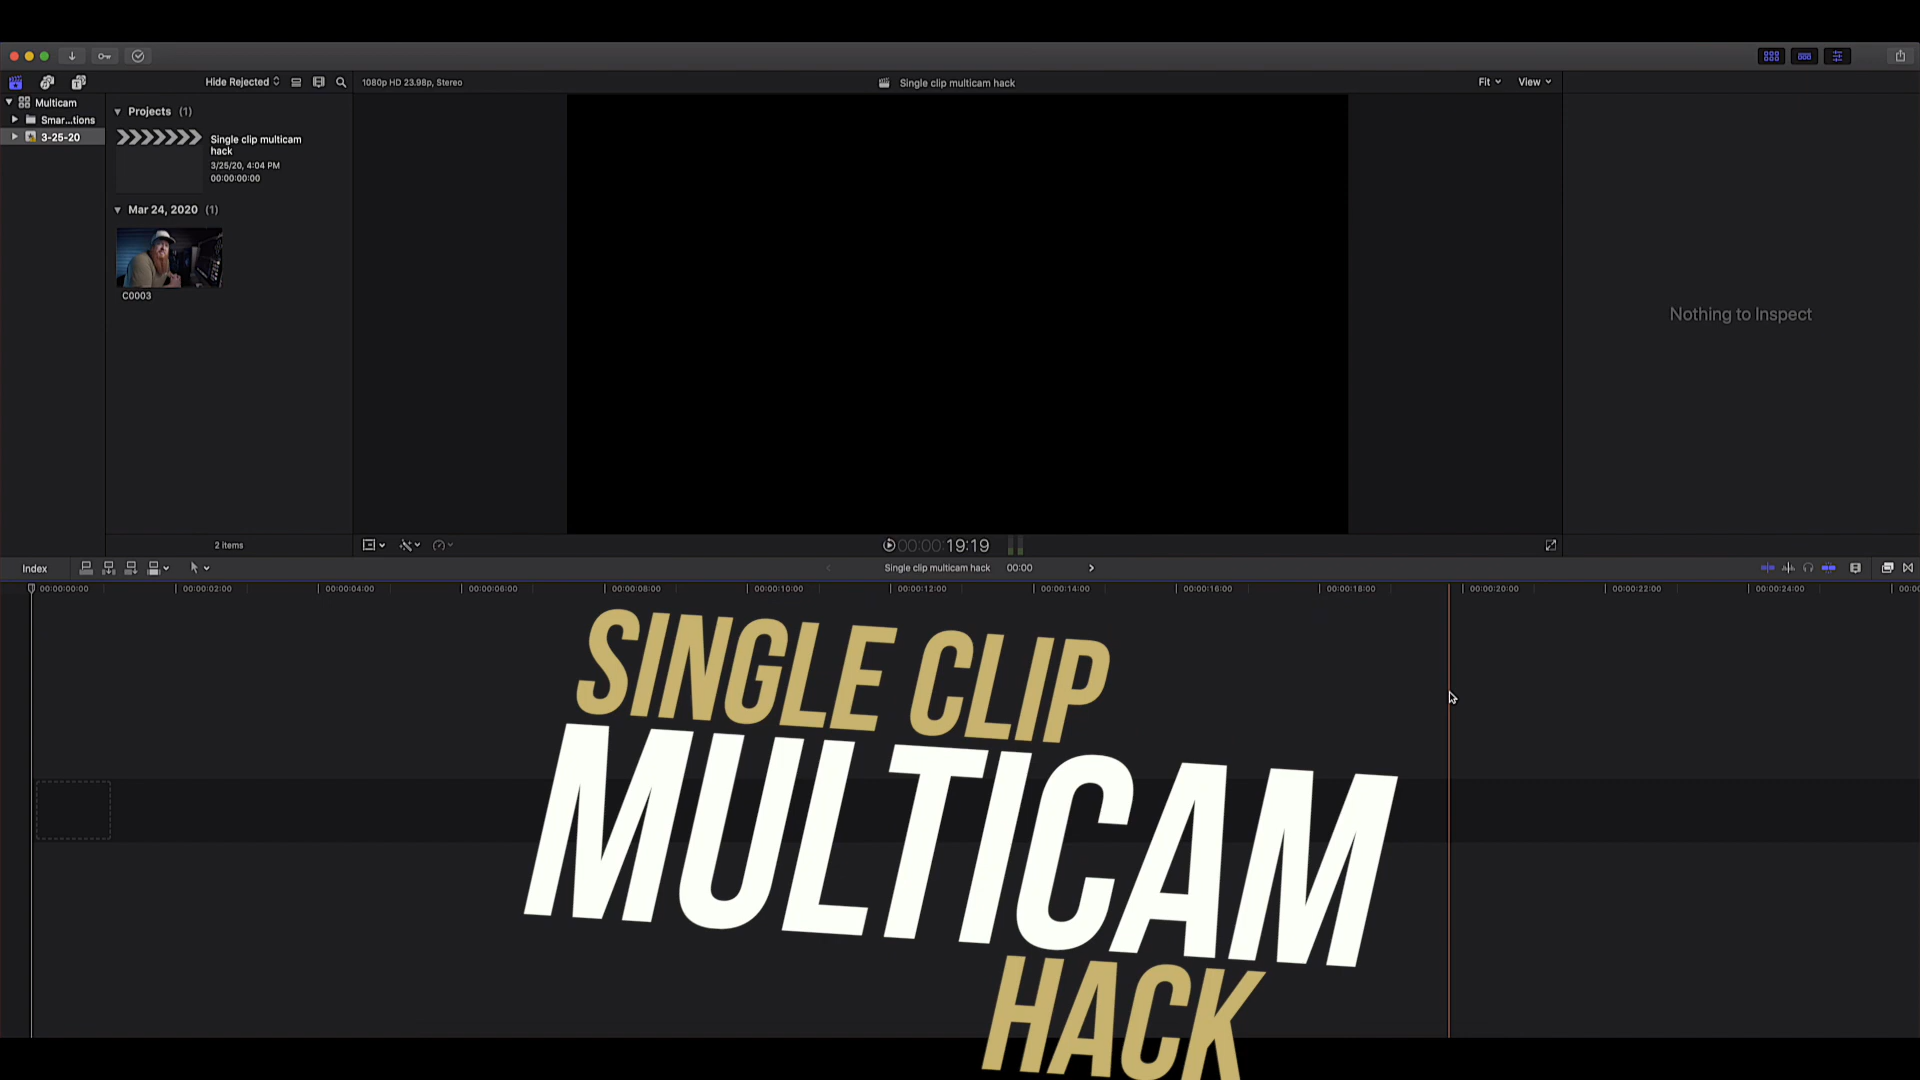 Hide Rejected
1080p HD 23.98p, Stereo
Single clip multicam hack
Fit
View
Multicam
Smar...tions
3-25-20
Projects (1)
Single clip multicam
hack
3/25/20, 4:04 PM
00:00:00:00
Mar 24, 2020 (1)
C0003
Nothing to Inspect
2 items
00:00:00:19:19
Index
Single clip multicam hack
00:00
00:00:00:00
00:00:02:00
00:00:04:00
00:00:06:00
00:00:08:00
00:00:10:00
00:00:12:00
00:00:14:00
00:00:16:00
00:00:18:00
00:00:20:00
00:00:22:00
00:00:24:00
SINGLE CLIP
MULTICAM
HACK